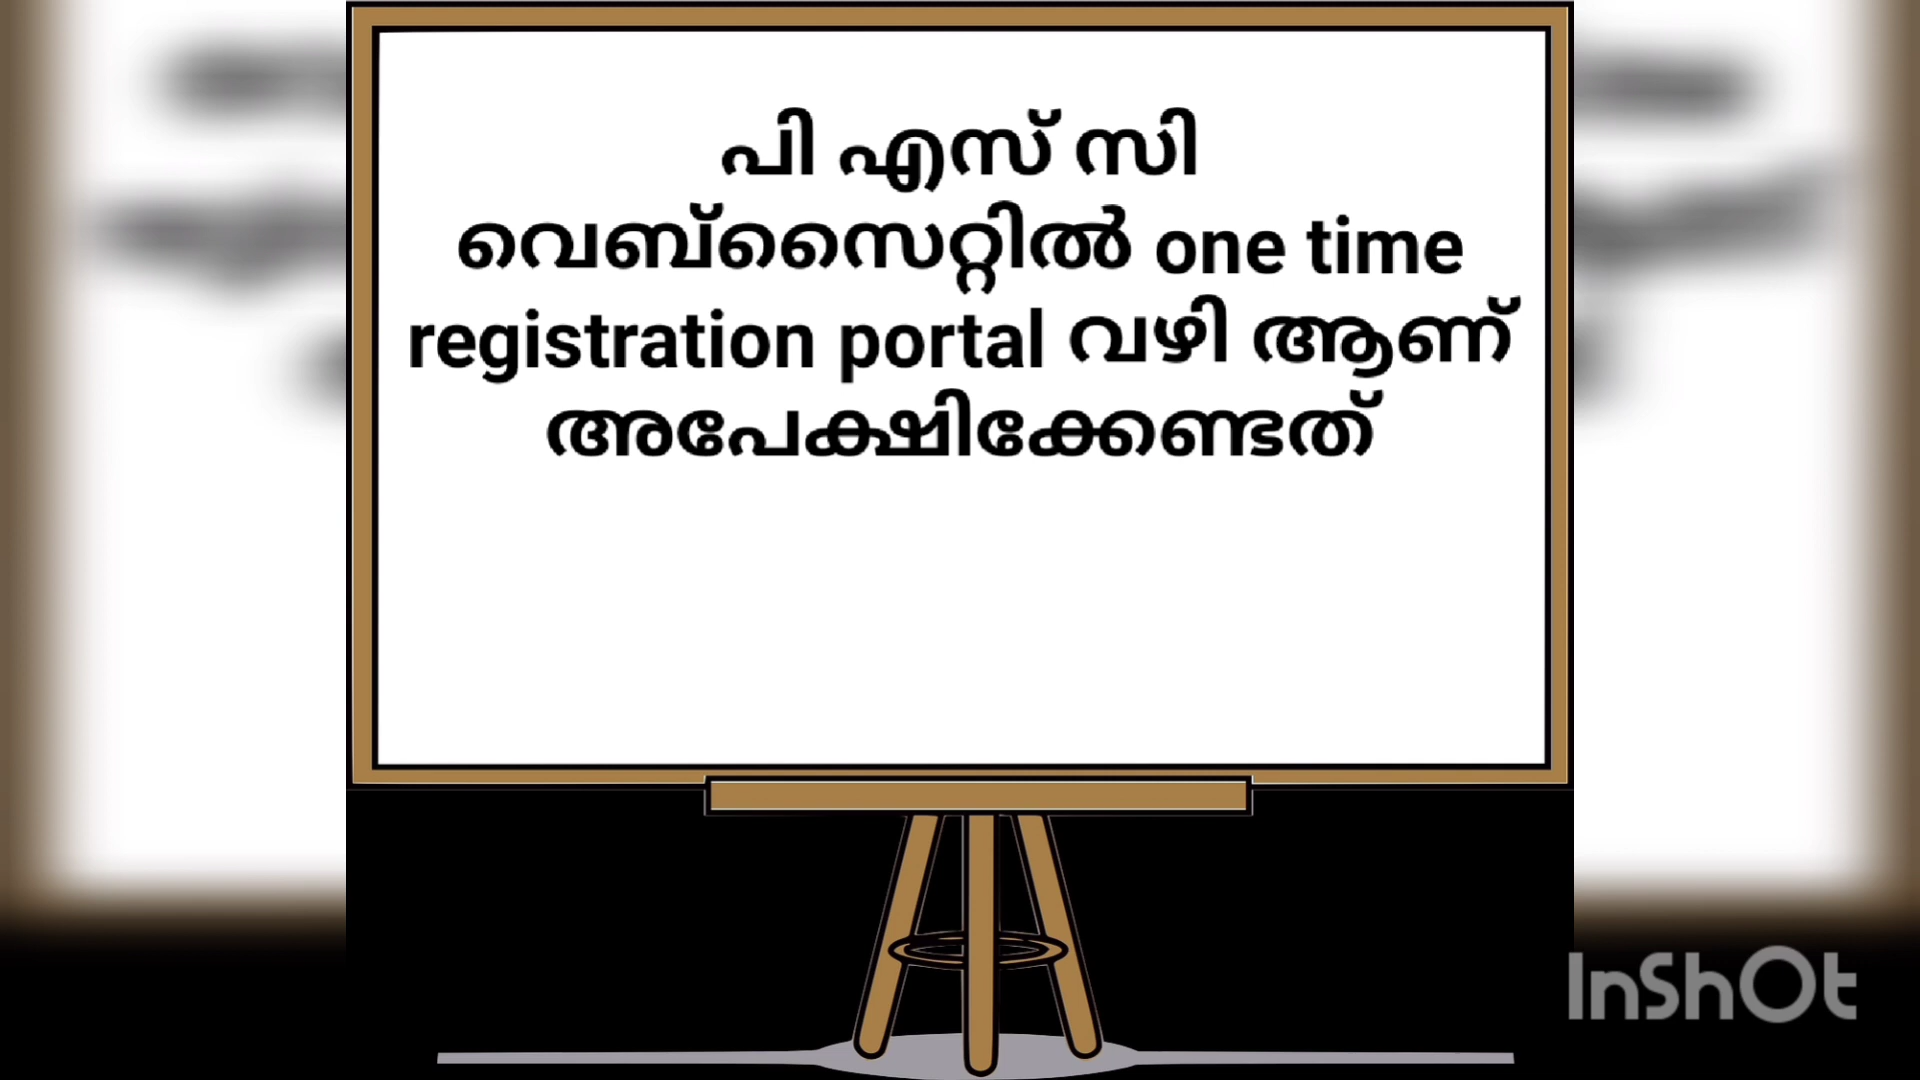 പി എസ് സി
വെബ്സൈറ്റിൽ one time
registration portal വഴി ആണ്
അപേക്ഷിക്കേണ്ടത്
InShOt